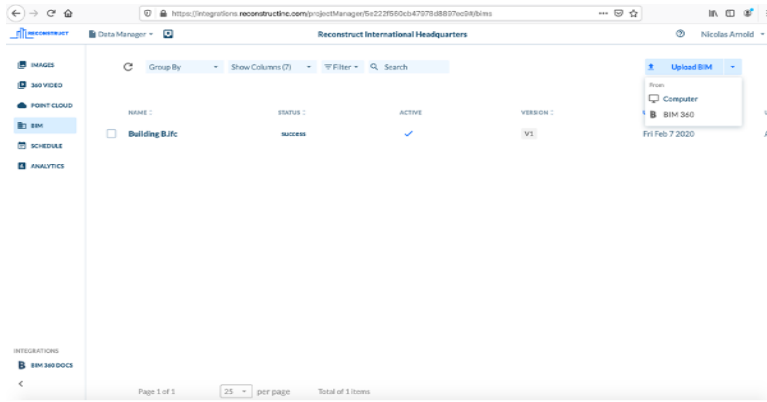 https://integrations.reconstructinc.com/projectManager/5e222f550cb47978d8897ec9#/bims
RECONSTRUCT Data Manager Reconstruct International Headquarters Nicolas Arnold
IMAGES
360 VIDEO
POINT CLOUD
BIM
SCHEDULE
ANALYTICS
Group By Show Columns (7) Filter Search Upload BIM
From
Computer
BIM 360
NAME STATUS ACTIVE VERSION
Building B.ifc success V1 Fri Feb 7 2020
INTEGRATIONS
BIM 360 DOCS
Page 1 of 1 25 per page Total of 1 items